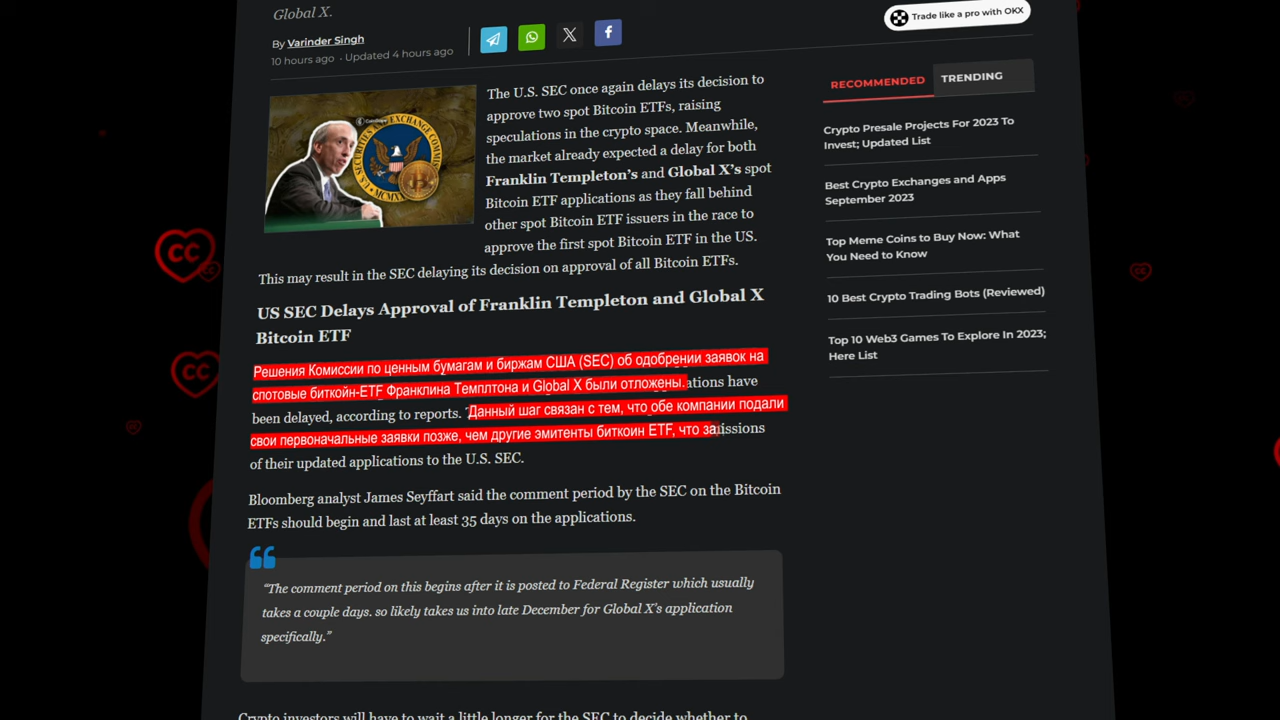 Global X.
By Varinder Singh
10 hours ago • Updated 4 hours ago
Trade like a pro with OKX
The U.S. SEC once again delays its decision to
approve two spot Bitcoin ETFs, raising
speculations in the crypto space. Meanwhile,
the market already expected a delay for both
Franklin Templeton's and Global X's spot
Bitcoin ETF applications as they fall behind
other spot Bitcoin ETF issuers in the race to
approve the first spot Bitcoin ETF in the US.
This may result in the SEC delaying its decision on approval of all Bitcoin ETFs.
US SEC Delays Approval of Franklin Templeton and Global X
Bitcoin ETF
Решения Комиссии по ценным бумагам и биржам США (SEC) об одобрении заявок на
спотовые биткойн-ETF Франклина Темплтона и Global X были отложены. ations have
been delayed, according to reports. Данный шаг связан с тем, что обе компании подали
свои первоначальные заявки позже, чем другие эмитенты биткоин ETF, что за issions
of their updated applications to the U.S. SEC.
Bloomberg analyst James Seyffart said the comment period by the SEC on the Bitcoin
ETFs should begin and last at least 35 days on the applications.
“The comment period on this begins after it is posted to Federal Register which usually
takes a couple days. so likely takes us into late December for Global X's application
specifically.”
Crypto investors will have to wait a little longer for the SEC to decide whether to
RECOMMENDED
TRENDING
Crypto Presale Projects For 2023 To
Invest; Updated List
Best Crypto Exchanges and Apps
September 2023
Top Meme Coins to Buy Now: What
You Need to Know
10 Best Crypto Trading Bots (Reviewed)
Top 10 Web3 Games To Explore In 2023;
Here List
CC
CC